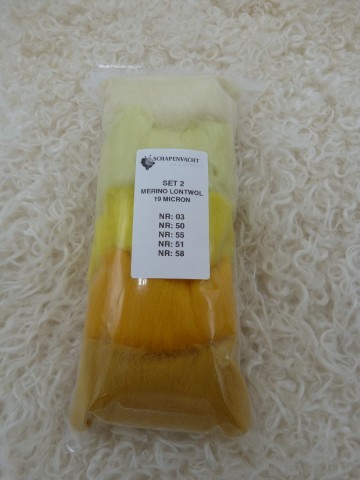 SCHAPENVACHT
SET 2
MERINO LONTWOL
19 MICRON
NR: 03
NR: 50
NR: 55
NR: 51
NR: 58